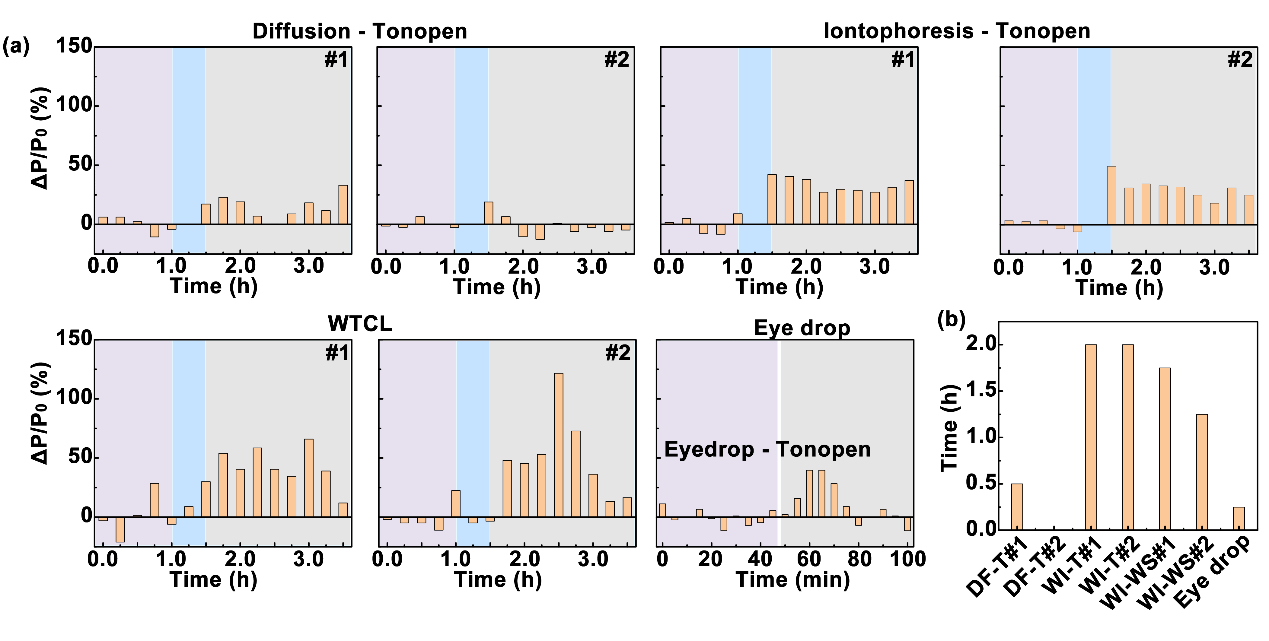 (a)
Diffusion - Tonopen
Iontophoresis - Tonopen
ΔP/P0 (%)
150
100
50
0
#1
0.0 1.0 2.0 3.0
Time (h)
#2
0.0 1.0 2.0 3.0
Time (h)
#1
0.0 1.0 2.0 3.0
Time (h)
#2
0.0 1.0 2.0 3.0
Time (h)
WTCL
Eye drop
ΔP/P0 (%)
150
100
50
0
#1
0.0 1.0 2.0 3.0
Time (h)
#2
0.0 1.0 2.0 3.0
Time (h)
Eyedrop - Tonopen
0 20 40 60 80 100
Time (min)
(b)
Time (h)
2.0
1.5
1.0
0.5
0.0
DF-T#1
DF-T#2
WI-T#1
WI-T#2
WI-WS#1
WI-WS#2
Eye drop